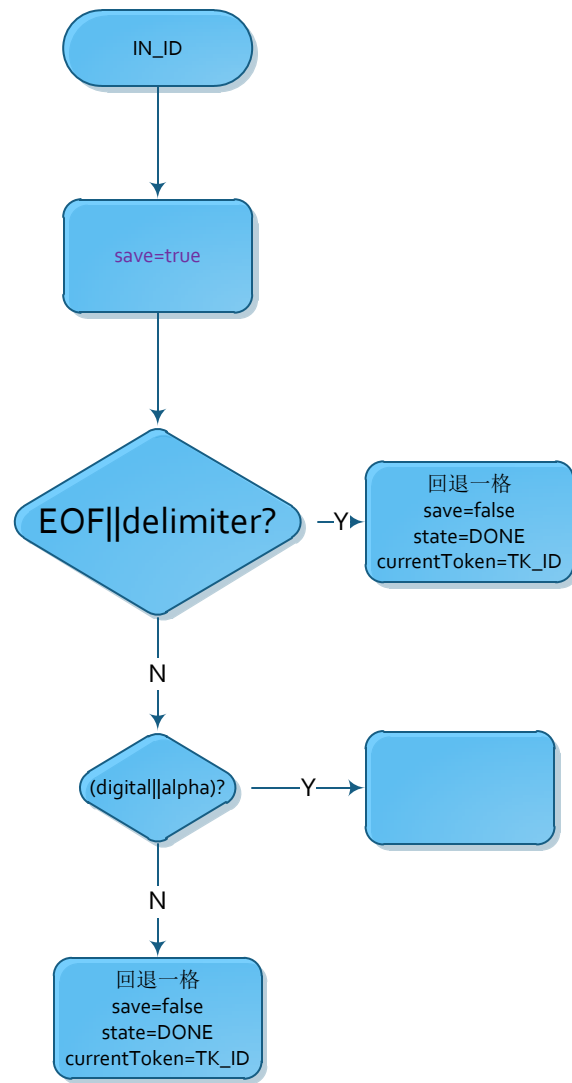 IN_ID
save=true
EOF||delimiter?
Y
回退一格
save=false
state=DONE
currentToken=TK_ID
N
(digital||alpha)?
Y
N
回退一格
save=false
state=DONE
currentToken=TK_ID